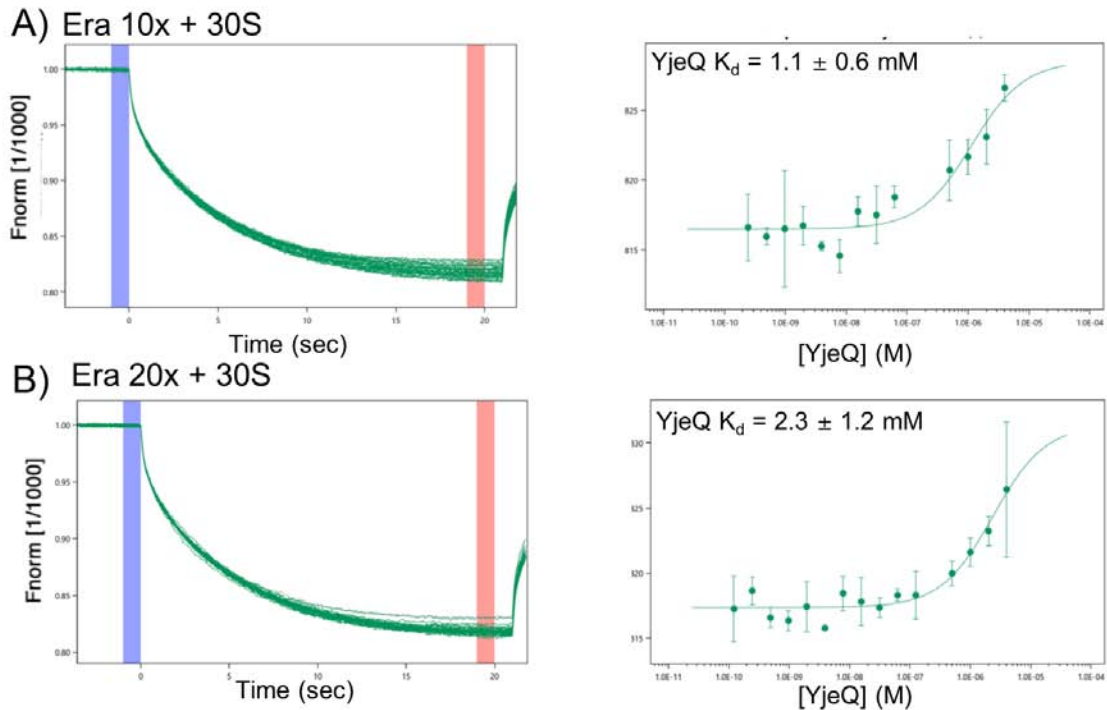 A) Era 10x + 30S
Fnorm [1/1000]
1.00
0.95
0.90
0.85
0.80
0
5
10
15
20
Time (sec)
YjeQ Kd = 1.1 ± 0.6 mM
825
820
815
1.0E-11
1.0E-10
1.0E-09
1.0E-08
1.0E-07
1.0E-06
1.0E-05
1.0E-04
[YjeQ] (M)
B) Era 20x + 30S
Fnorm [1/1000]
1.00
0.95
0.90
0.85
0.80
0
5
10
15
20
Time (sec)
YjeQ Kd = 2.3 ± 1.2 mM
1.0E-11
1.0E-10
1.0E-09
1.0E-08
1.0E-07
1.0E-06
1.0E-05
1.0E-04
[YjeQ] (M)